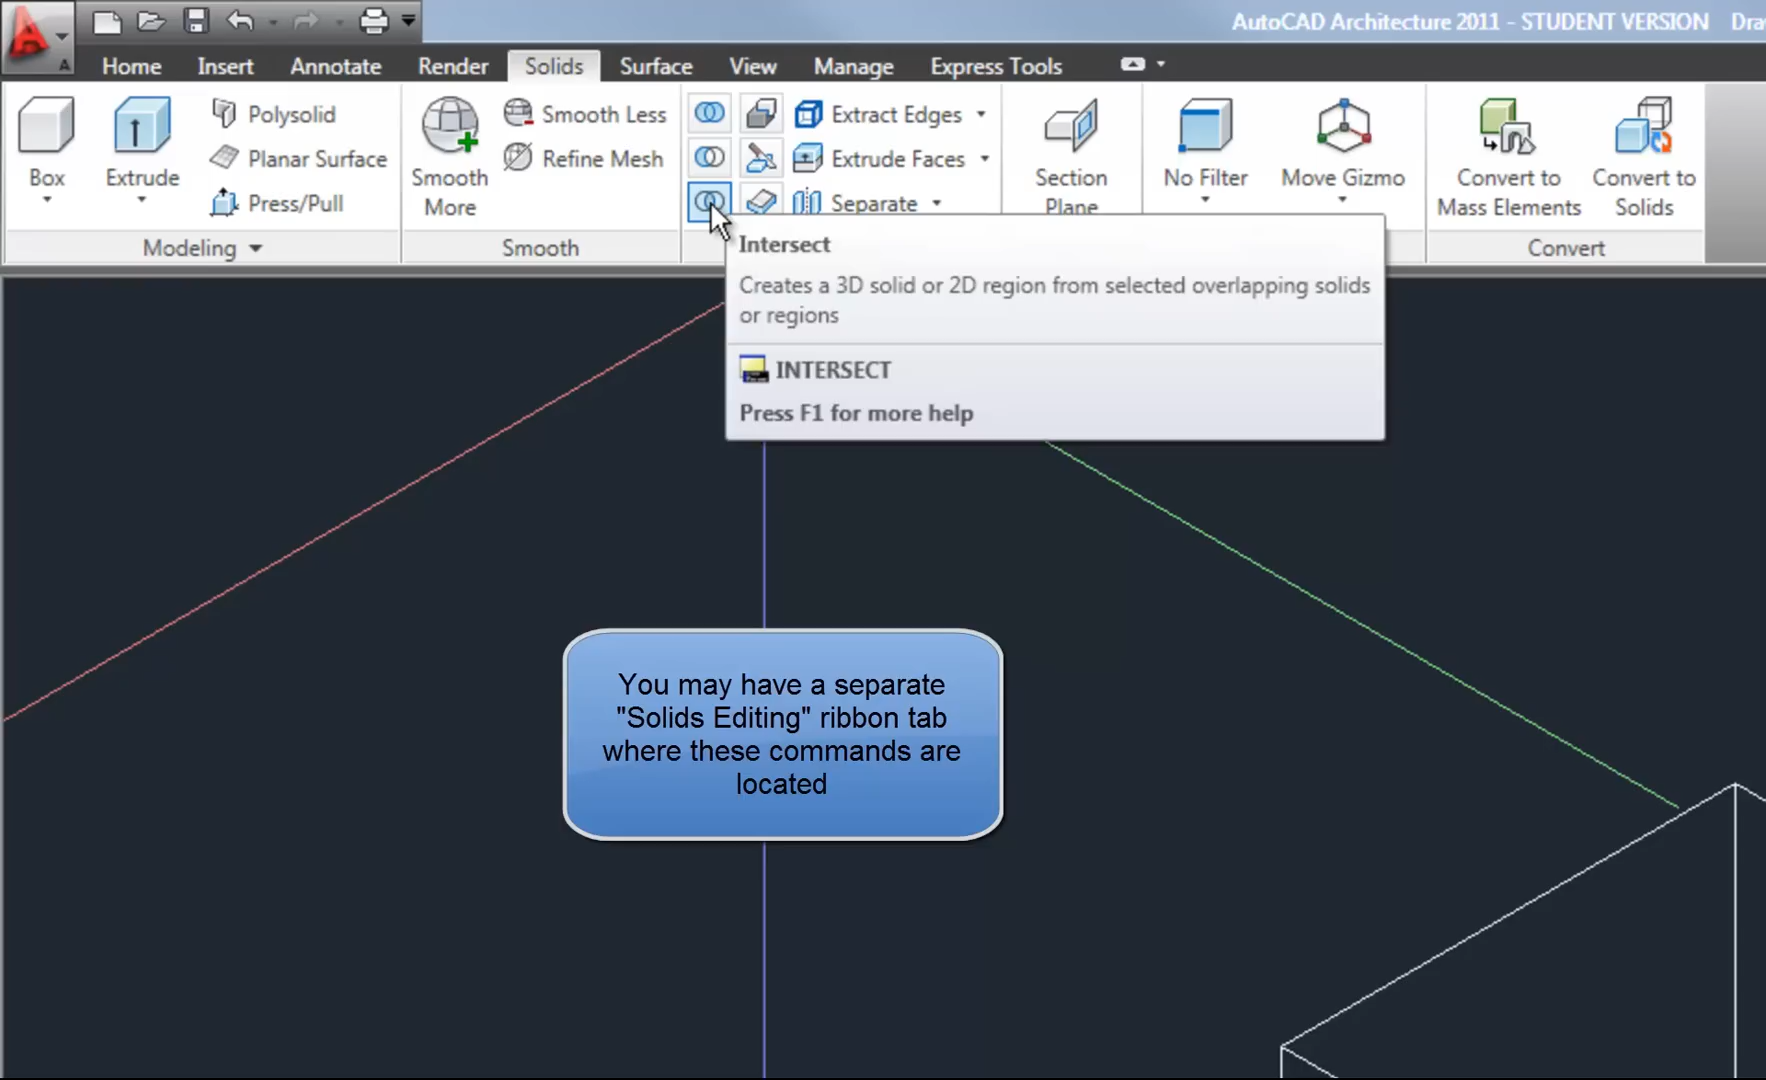 AutoCAD Architecture 2011 - STUDENT VERSION Dra
A
Home Insert Annotate Render Solids Surface View Manage Express Tools
Box
Extrude
Polysolid
Planar Surface
Press/Pull
Modeling
Smooth
More
Smooth Less
Refine Mesh
Smooth
Extract Edges
Extrude Faces
Separate
Section
Plane
No Filter
Move Gizmo
Convert to
Mass Elements
Convert to
Solids
Convert
Intersect
Creates a 3D solid or 2D region from selected overlapping solids
or regions
INTERSECT
Press F1 for more help
You may have a separate
"Solids Editing" ribbon tab
where these commands are
located